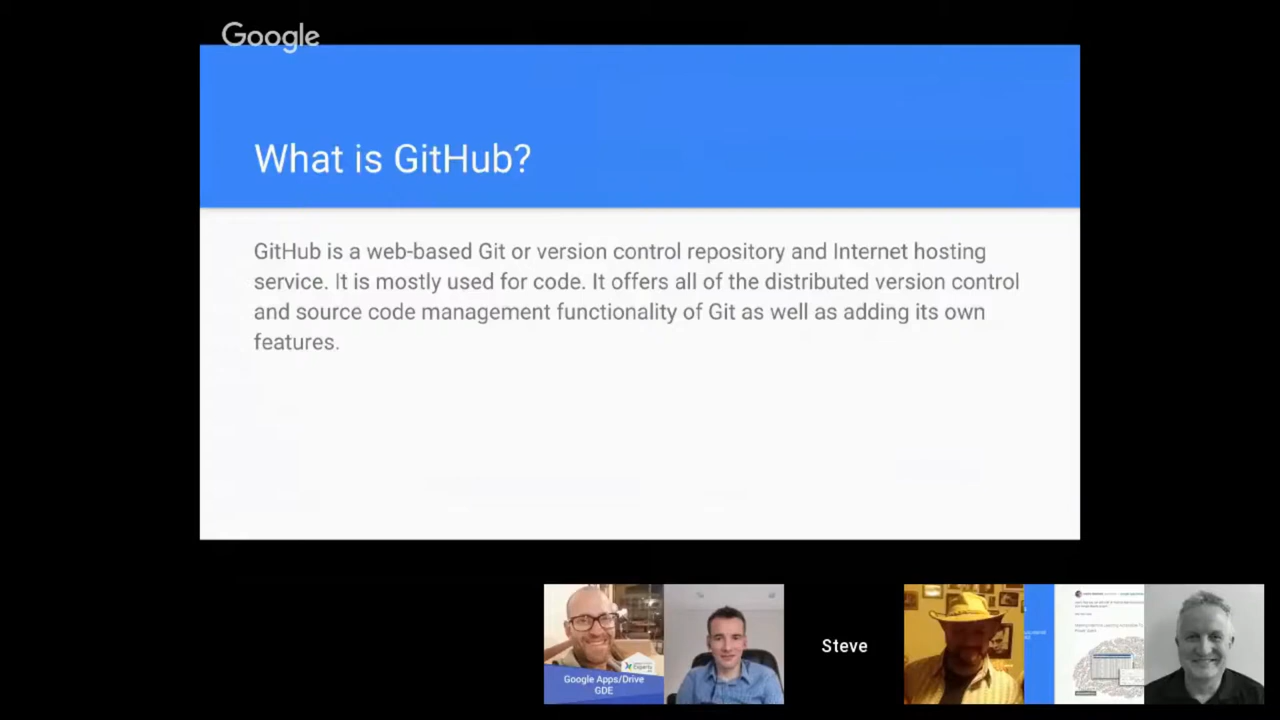 Google
What is GitHub?
GitHub is a web-based Git or version control repository and Internet hosting
service. It is mostly used for code. It offers all of the distributed version control
and source code management functionality of Git as well as adding its own
features.
Experts
Google Apps/Drive
GDE
Steve